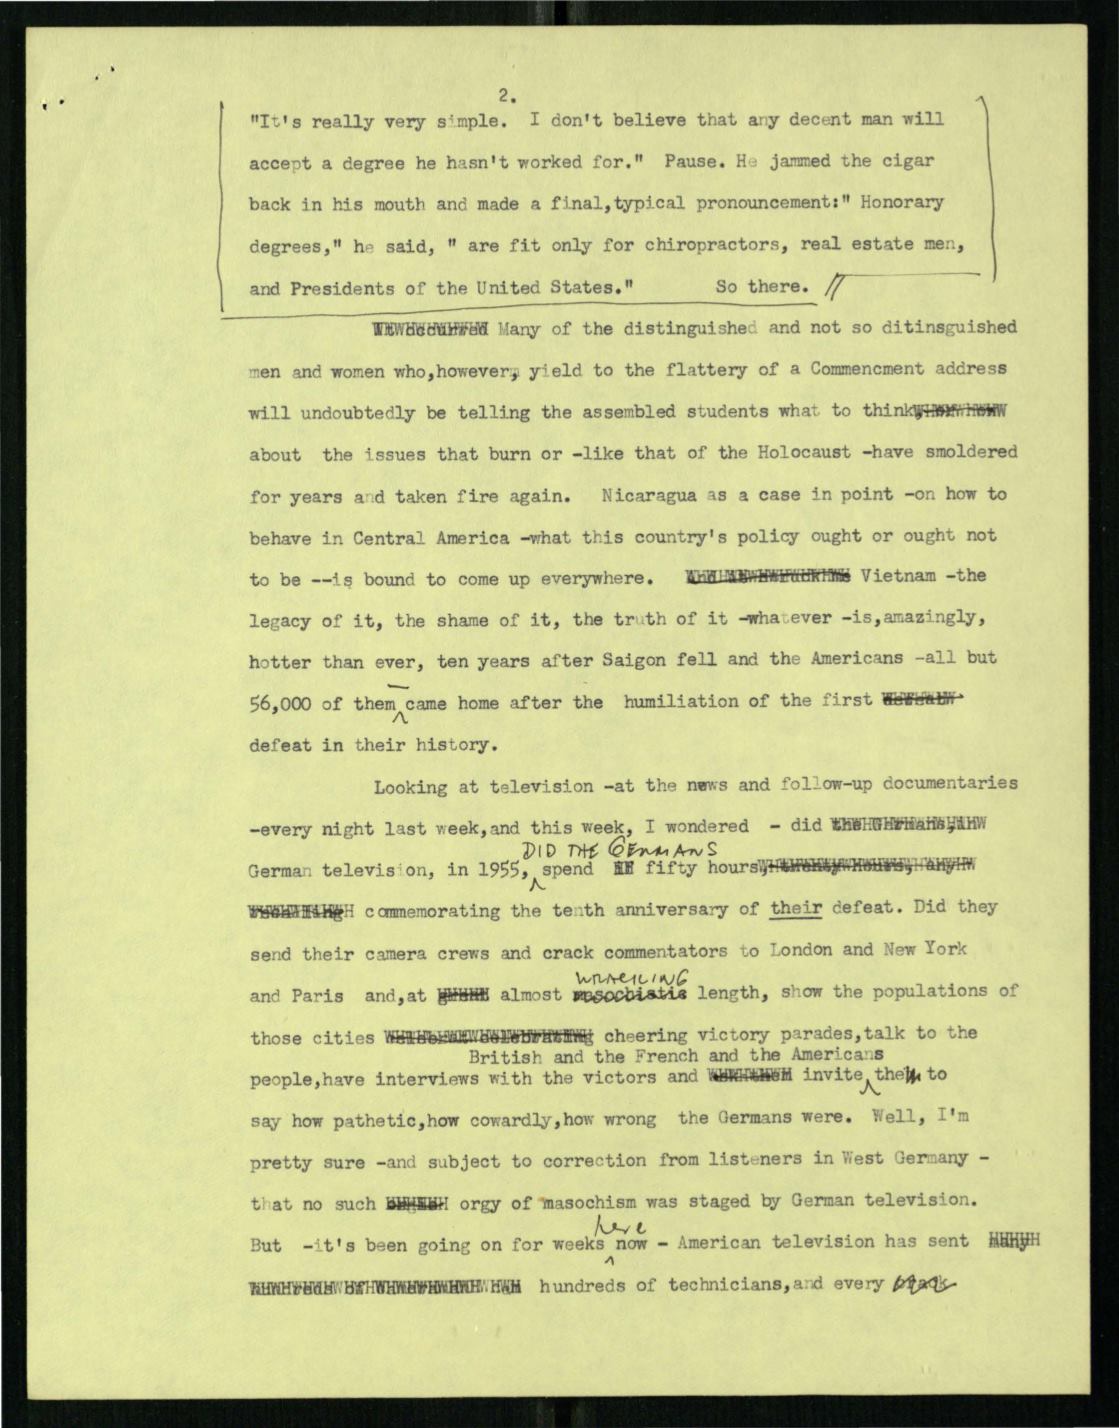 2.
"It's really very simple. I don't believe that any decent man will
accept a degree he hasn't worked for." Pause. He jammed the cigar
back in his mouth and made a final,typical pronouncement:" Honorary
degrees," he said, " are fit only for chiropractors, real estate men,
and Presidents of the United States." So there. //
Many of the distinguished and not so ditinsguished
men and women who,however, yield to the flattery of a Commencment address
will undoubtedly be telling the assembled students what to think
about the issues that burn or -like that of the Holocaust -have smoldered
for years and taken fire again. Nicaragua as a case in point -on how to
behave in Central America -what this country's policy ought or ought not
to be --is bound to come up everywhere. Vietnam -the
legacy of it, the shame of it, the truth of it -whatever -is,amazingly,
hotter than ever, ten years after Saigon fell and the Americans -all but
56,000 of them came home after the humiliation of the first
defeat in their history.
Looking at television -at the news and follow-up documentaries
-every night last week,and this week, I wondered - did the Germans,
DID THE GERMANS
German television, in 1955, spend fifty hours,
commemorating the tenth anniversary of their defeat. Did they
send their camera crews and crack commentators to London and New York
WRACKING
and Paris and,at almost masochistic length, show the populations of
those cities cheering victory parades,talk to the
British and the French and the Americans
people,have interviews with the victors and invite them to
say how pathetic,how cowardly,how wrong the Germans were. Well, I'm
pretty sure -and subject to correction from listeners in West Germany -
that no such orgy of masochism was staged by German television.
here
But -it's been going on for weeks now - American television has sent many
hundreds of technicians,and every crack